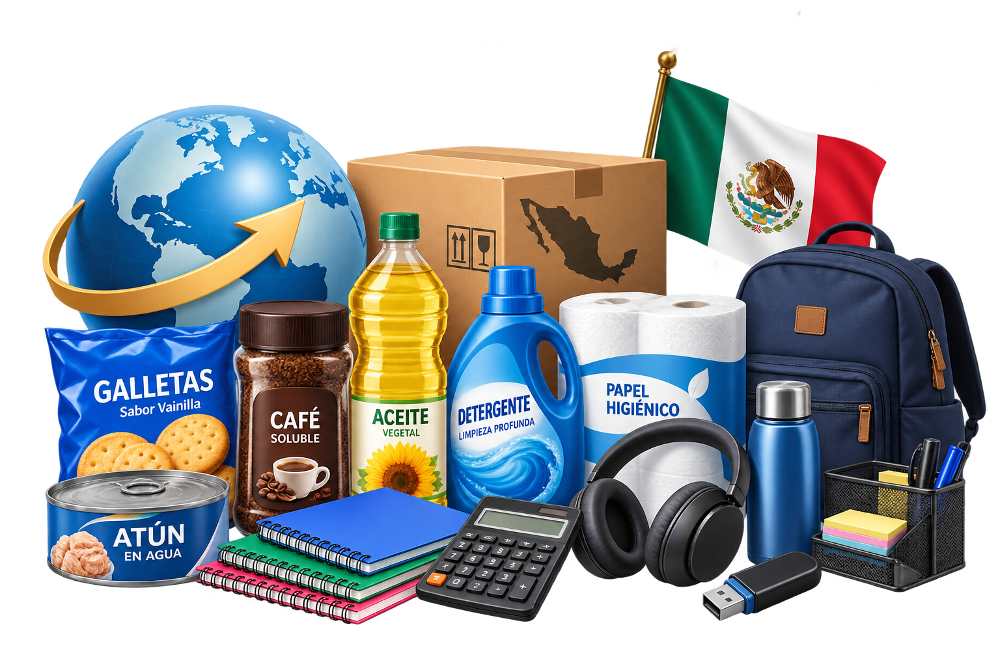 GALLETAS
Sabor Vainilla
CAFÉ
SOLUBLE
ACEITE
VEGETAL
DETERGENTE
LIMPIEZA PROFUNDA
PAPEL
HIGIÉNICO
ATÚN
EN AGUA